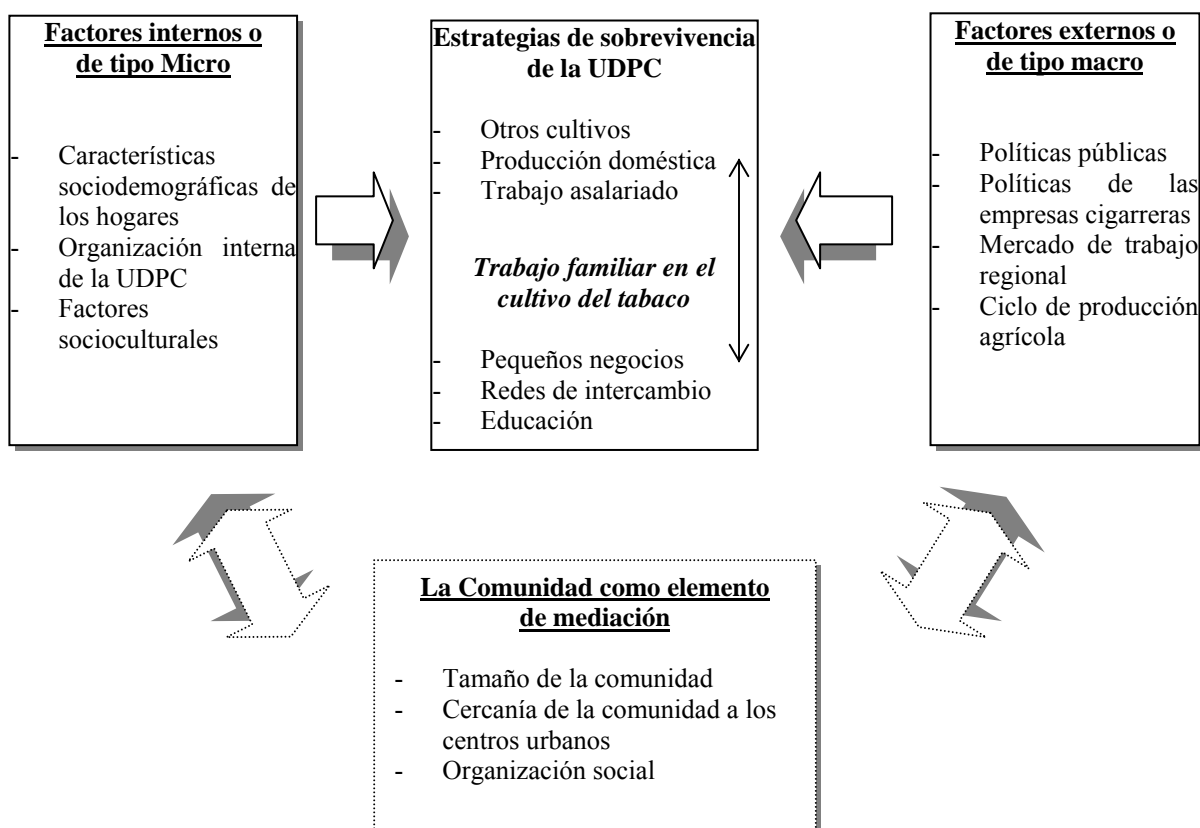 Factores internos o
de tipo Micro
- Características
sociodemográficas de
los hogares
- Organización interna
de la UDPC
- Factores
socioculturales
Estrategias de sobrevivencia
de la UDPC
- Otros cultivos
- Producción doméstica
- Trabajo asalariado
Trabajo familiar en el
cultivo del tabaco
- Pequeños negocios
- Redes de intercambio
- Educación
Factores externos o
de tipo macro
- Políticas públicas
- Políticas de las
empresas cigarreras
- Mercado de trabajo
regional
- Ciclo de producción
agrícola
La Comunidad como elemento
de mediación
- Tamaño de la comunidad
- Cercanía de la comunidad a los
centros urbanos
- Organización social